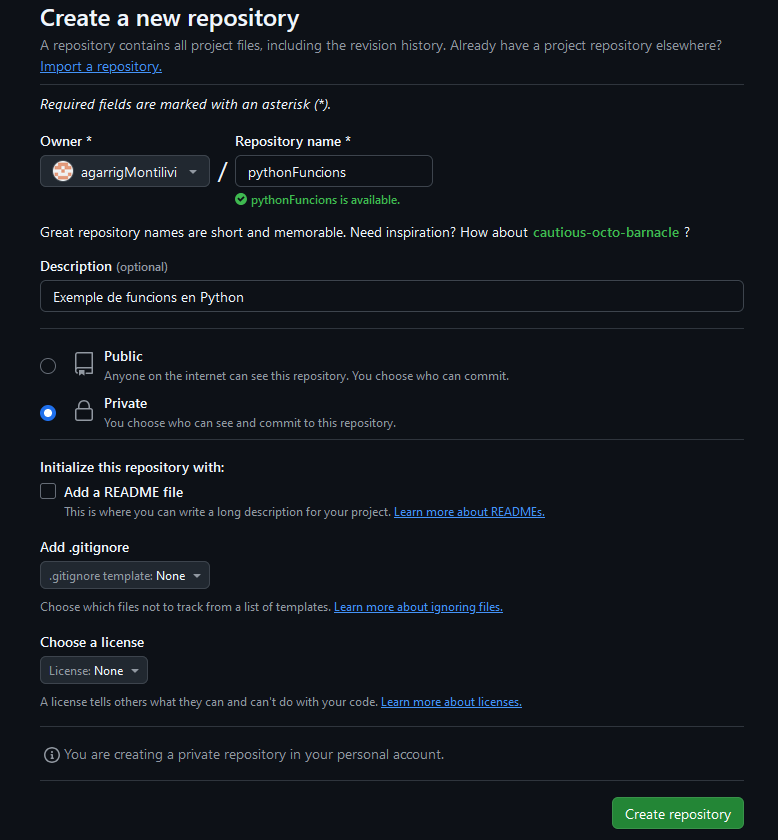 Create a new repository
A repository contains all project files, including the revision history. Already have a project repository elsewhere?
Import a repository.
Required fields are marked with an asterisk (*).
Owner * Repository name *
agarrigMontilivi / pythonFuncions
pythonFuncions is available.
Great repository names are short and memorable. Need inspiration? How about cautious-octo-barnacle ?
Description (optional)
Exemple de funcions en Python
Public
Anyone on the internet can see this repository. You choose who can commit.
Private
You choose who can see and commit to this repository.
Initialize this repository with:
Add a README file
This is where you can write a long description for your project. Learn more about READMEs.
Add .gitignore
.gitignore template: None
Choose which files not to track from a list of templates. Learn more about ignoring files.
Choose a license
License: None
A license tells others what they can and can't do with your code. Learn more about licenses.
You are creating a private repository in your personal account.
Create repository